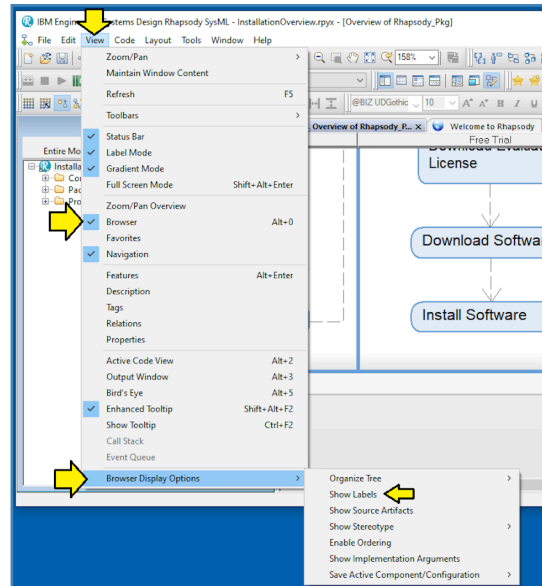 IBM Engin stems Design Rhapsody SysML - InstallationOverview.rpyx - [Overview of Rhapsody_Pkg]
File Edit View Code Layout Tools Window Help
158%
@BIZ UDGothic 10 A˄ A˅ B I U
Overview of Rhapsody_P... X Welcome to Rhapsody
Entire Mo
Installa
Co
Pac
Pro
Zoom/Pan
Maintain Window Content
Refresh F5
Toolbars
Status Bar
Label Mode
Gradient Mode
Full Screen Mode Shift+Alt+Enter
Zoom/Pan Overview
Browser Alt+0
Favorites
Navigation
Features Alt+Enter
Description
Tags
Relations
Properties
Active Code View Alt+2
Output Window Alt+3
Bird's Eye Alt+5
Enhanced Tooltip Shift+Alt+F2
Show Tooltip Ctrl+F2
Call Stack
Event Queue
Browser Display Options
Organize Tree
Show Labels
Show Source Artifacts
Show Stereotype
Enable Ordering
Show Implementation Arguments
Save Active Component/Configuration
Free Trial
License
Download Softwa
Install Software